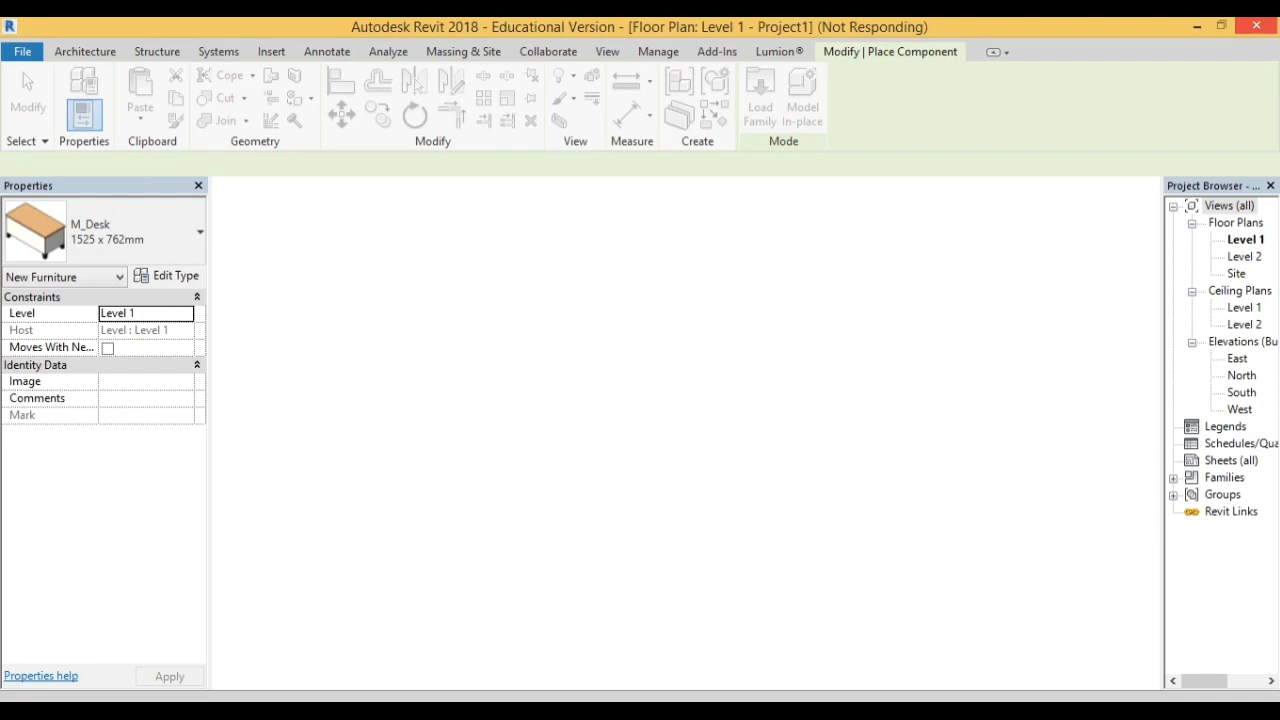 Autodesk Revit 2018 - Educational Version - [Floor Plan: Level 1 - Project1] (Not Responding)
File Architecture Structure Systems Insert Annotate Analyze Massing & Site Collaborate View Manage Add-Ins Lumion® Modify | Place Component
Modify
Paste
Cope
Cut
Join
Load Family
Model In-place
Select Properties Clipboard Geometry Modify View Measure Create Mode
Properties
M_Desk
1525 x 762mm
New Furniture Edit Type
Constraints
Level Level 1
Host Level : Level 1
Moves With Ne...
Identity Data
Image
Comments
Mark
Properties help Apply
Project Browser - ...
Views (all)
Floor Plans
Level 1
Level 2
Site
Ceiling Plans
Level 1
Level 2
Elevations (Bu
East
North
South
West
Legends
Schedules/Qua
Sheets (all)
Families
Groups
Revit Links